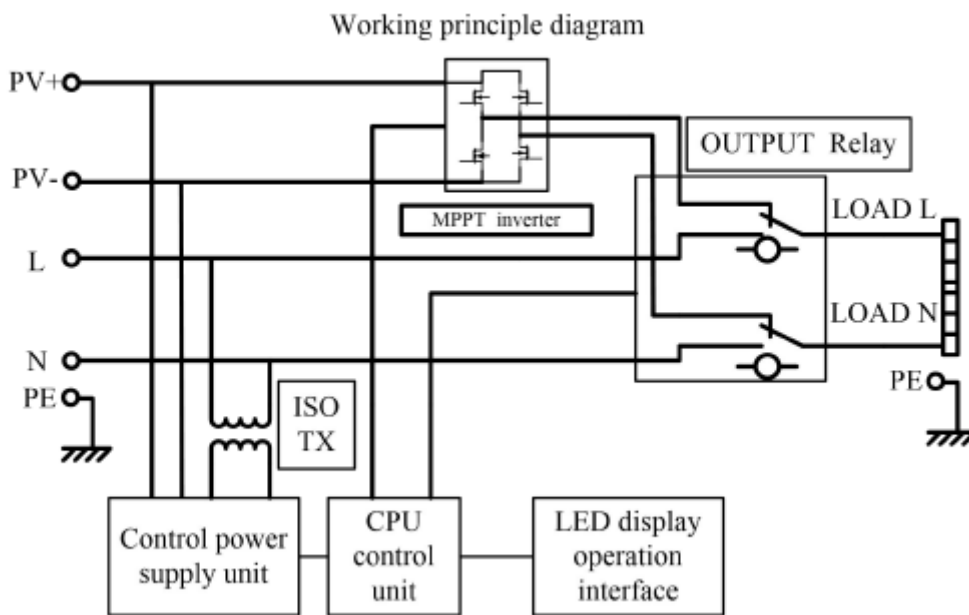 Working principle diagram
PV+
OUTPUT Relay
PV-
MPPT inverter
LOAD L
L
LOAD N
N
PE
ISO
TX
PE
Control power
supply unit
CPU
control
unit
LED display
operation
interface